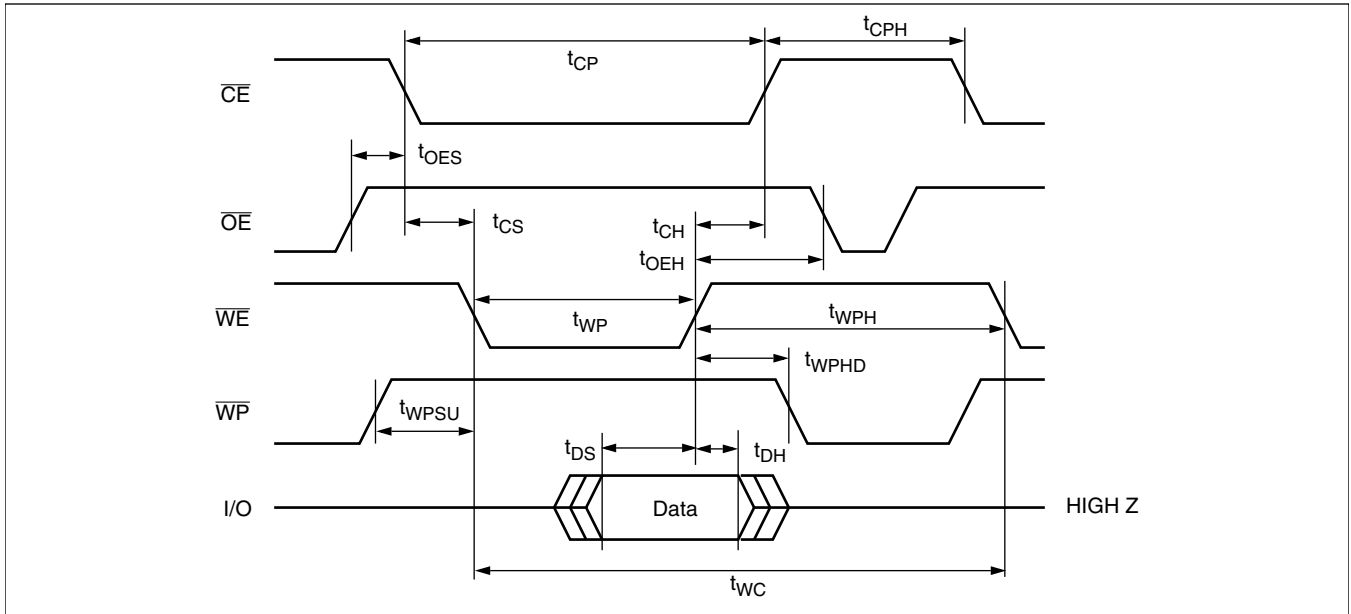 tCPH
tCP
CE
tOES
OE
tCS
tCH
tOEH
WE
tWP
tWPH
tWPHD
WP
tWPSU
tDS
tDH
I/O
Data
HIGH Z
tWC